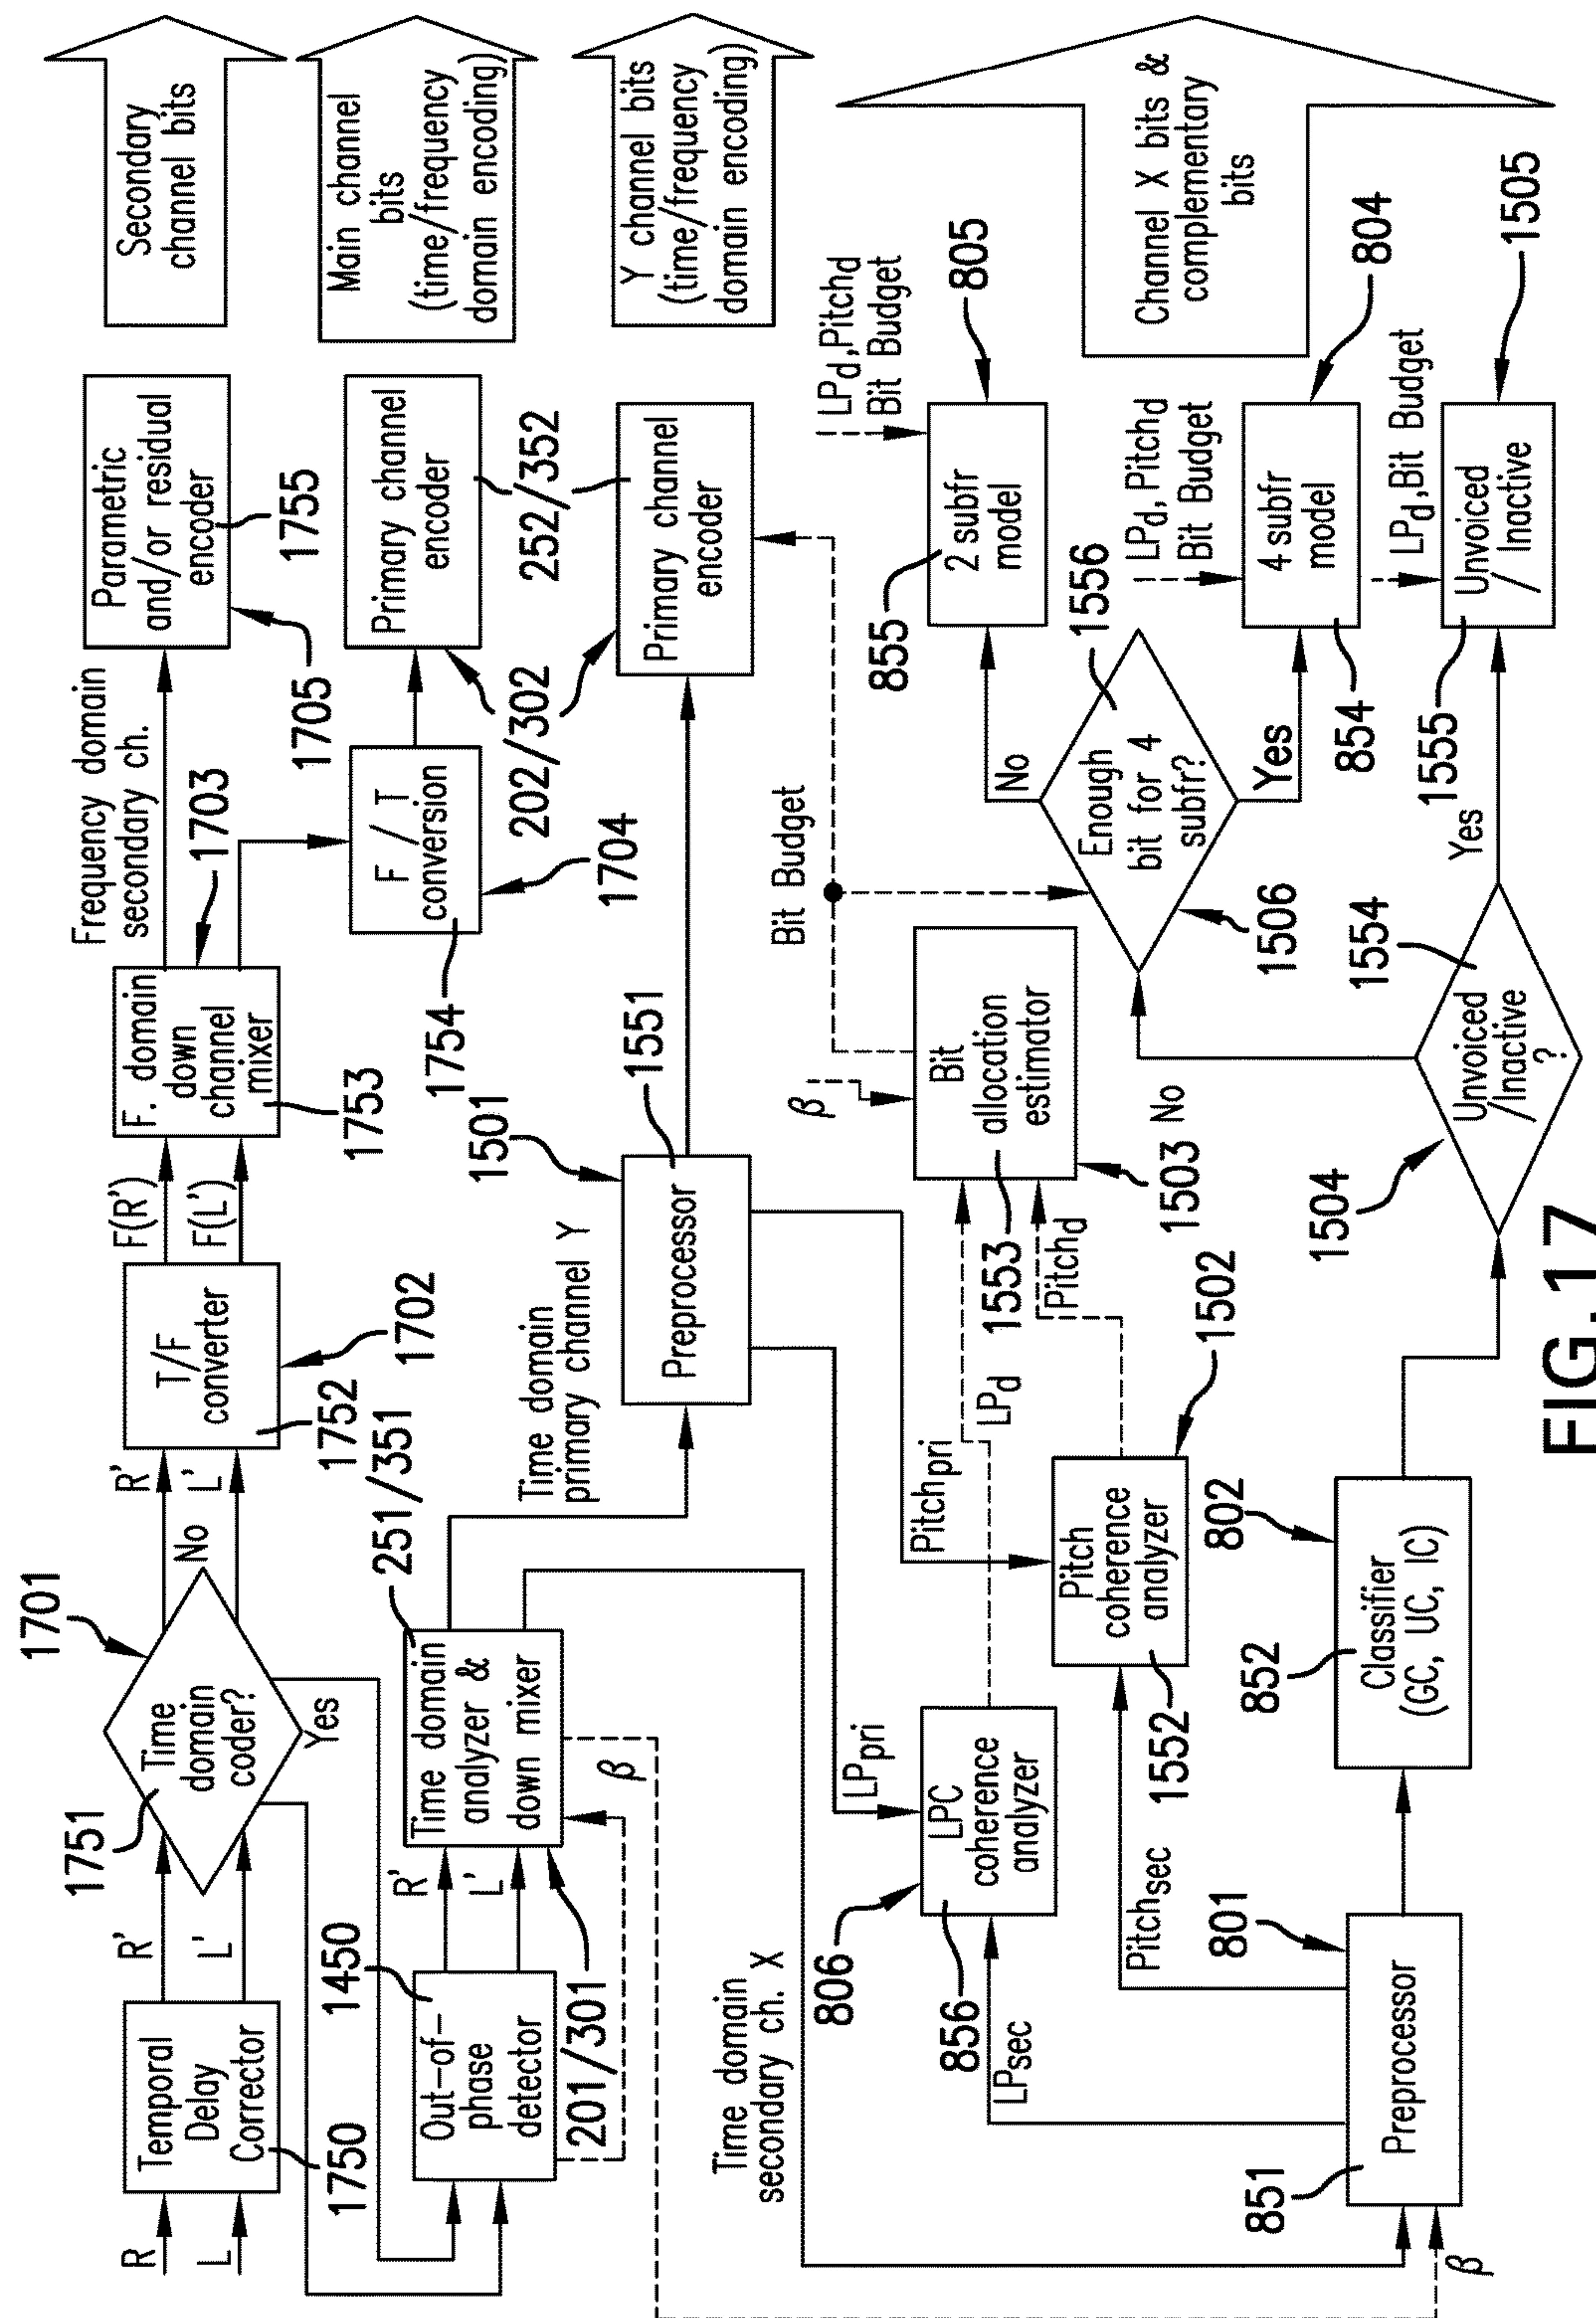 R
L
Temporal
Delay
Corrector
1750
R'
L'
1751
1701
Time
domain
coder?
No
Yes
R'
L'
T/F
converter
1752
1702
F(R')
F(L')
F. domain
down
channel
mixer
1753
1703
Frequency domain
secondary ch.
Parametric
and/or residual
encoder
1705
1755
Secondary
channel bits
F / T
conversion
1754
1704
Primary channel
encoder
202/302
252/352
Main channel
bits
(time/frequency
domain encoding)
1450
Out-of-
phase
detector
201/301
R'
L'
251/351
Time domain
analyzer &
down mixer
β
Time domain
primary channel Y
1501
1551
Preprocessor
Primary channel
encoder
Y channel bits
(time/frequency
domain encoding)
Time domain
secondary ch. X
LPpri
Pitchpri
806
856
LPC
coherence
analyzer
LPsec
LPd
Pitch
coherence
analyzer
1552
1502
Pitchsec
Pitchd
β
Bit
allocation
estimator
1553
1503
Bit Budget
No
Enough
bit for 4
subfr?
1556
1506
No
Yes
LPd,Pitchd
Bit Budget
2 subfr
model
855
805
LPd, Pitchd
Bit Budget
4 subfr
model
854
804
LPd,Bit Budget
Unvoiced
/ Inactive
1555
1505
Channel X bits &
complementary
bits
β
851
801
Preprocessor
852
802
Classifier
(GC, UC, IC)
1504
1554
Unvoiced
/Inactive
?
Yes
FIG.17